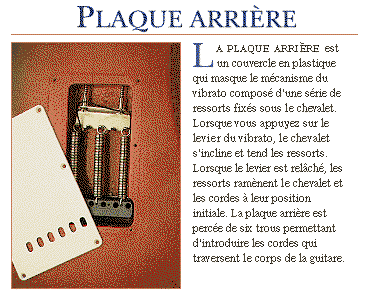 PLAQUE ARRIÈRE
LA PLAQUE ARRIÈRE est
un couvercle en plastique
qui masque le mécanisme du
vibrato composé d'une série de
ressorts fixés sous le chevalet.
Lorsque vous appuyez sur le
levier du vibrato, le chevalet
s'incline et tend les ressorts.
Lorsque le levier est relâché, les
ressorts ramènent le chevalet et
les cordes à leur position
initiale. La plaque arrière est
percée de six trous permettant
d'introduire les cordes qui
traversent le corps de la guitare.